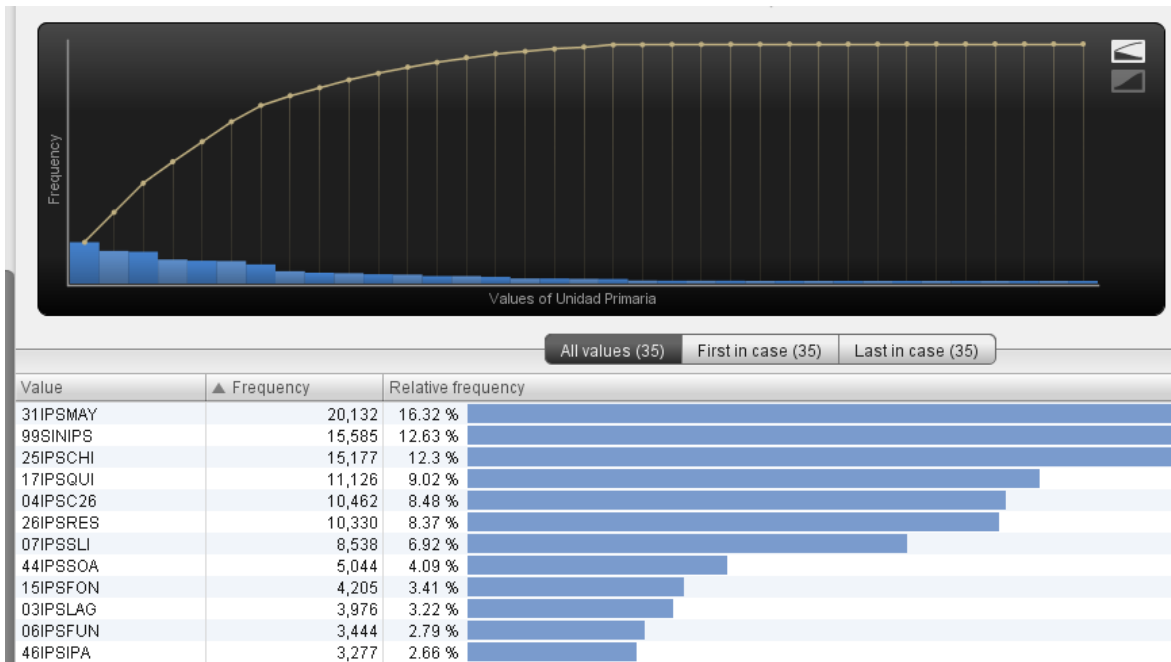 Frequency
Values of Unidad Primaria
All values (35) First in case (35) Last in case (35)
Value Frequency Relative frequency
31IPSMAY 20,132 16.32 %
99SINIPS 15,585 12.63 %
25IPSCHI 15,177 12.3 %
17IPSQUI 11,126 9.02 %
04IPSC26 10,462 8.48 %
26IPSRES 10,330 8.37 %
07IPSSLI 8,538 6.92 %
44IPSSOA 5,044 4.09 %
15IPSFON 4,205 3.41 %
03IPSLAG 3,976 3.22 %
06IPSFUN 3,444 2.79 %
46IPSIPA 3,277 2.66 %